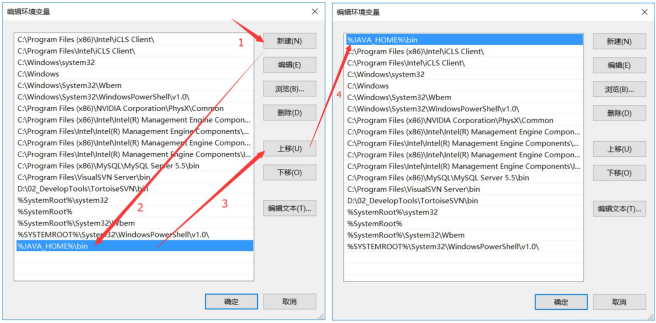 编辑环境变量
C:\Program Files (x86)\Intel\iCLS Client\
C:\Program Files\Intel\iCLS Client\
C:\Windows\system32
C:\Windows
C:\Windows\System32\Wbem
C:\Windows\System32\WindowsPowerShell\v1.0\
C:\Program Files (x86)\NVIDIA Corporation\PhysX\Common
C:\Program Files (x86)\Intel\Intel(R) Management Engine Compon...
C:\Program Files\Intel\Intel(R) Management Engine Components\...
C:\Program Files (x86)\Intel\Intel(R) Management Engine Compon...
C:\Program Files\Intel\Intel(R) Management Engine Components\I...
C:\Program Files (x86)\MySQL\MySQL Server 5.5\bin
C:\Program Files\VisualSVN Server\bin
D:\02_DevelopTools\TortoiseSVN\bin
%SystemRoot%\system32
%SystemRoot%
%SystemRoot%\System32\Wbem
%SYSTEMROOT%\System32\WindowsPowerShell\v1.0\
%JAVA_HOME%\bin
新建(N)
编辑(E)
浏览(B)...
删除(D)
上移(U)
下移(O)
编辑文本(T)...
确定
取消
1
2
3
4
编辑环境变量
%JAVA_HOME%\bin
C:\Program Files (x86)\Intel\iCLS Client\
C:\Program Files\Intel\iCLS Client\
C:\Windows\system32
C:\Windows
C:\Windows\System32\Wbem
C:\Windows\System32\WindowsPowerShell\v1.0\
C:\Program Files (x86)\NVIDIA Corporation\PhysX\Common
C:\Program Files (x86)\Intel\Intel(R) Management Engine Compon...
C:\Program Files\Intel\Intel(R) Management Engine Components\...
C:\Program Files (x86)\Intel\Intel(R) Management Engine Compon...
C:\Program Files\Intel\Intel(R) Management Engine Components\I...
C:\Program Files (x86)\MySQL\MySQL Server 5.5\bin
C:\Program Files\VisualSVN Server\bin
D:\02_DevelopTools\TortoiseSVN\bin
%SystemRoot%\system32
%SystemRoot%
%SystemRoot%\System32\Wbem
%SYSTEMROOT%\System32\WindowsPowerShell\v1.0\
新建(N)
编辑(E)
浏览(B)...
删除(D)
上移(U)
下移(O)
编辑文本(T)...
确定
取消